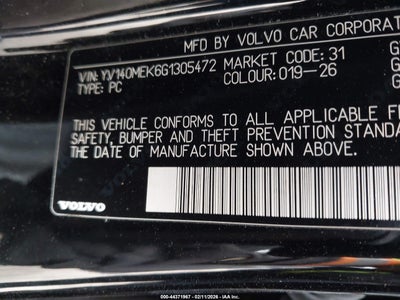 MFD BY VOLVO CAR CORPORAT
VIN: YV140MEK6G1305472
MARKET CODE: 31
TYPE: PC
COLOUR: 019-26
THIS VEHICLE CONFORMS TO ALL APPLICABLE F
SAFETY, BUMPER AND THEFT PREVENTION STANDA
THE DATE OF MANUFACTURE SHOWN ABOVE.
VOLVO
000-44371967 - 02/11/2026 - IAA Inc.